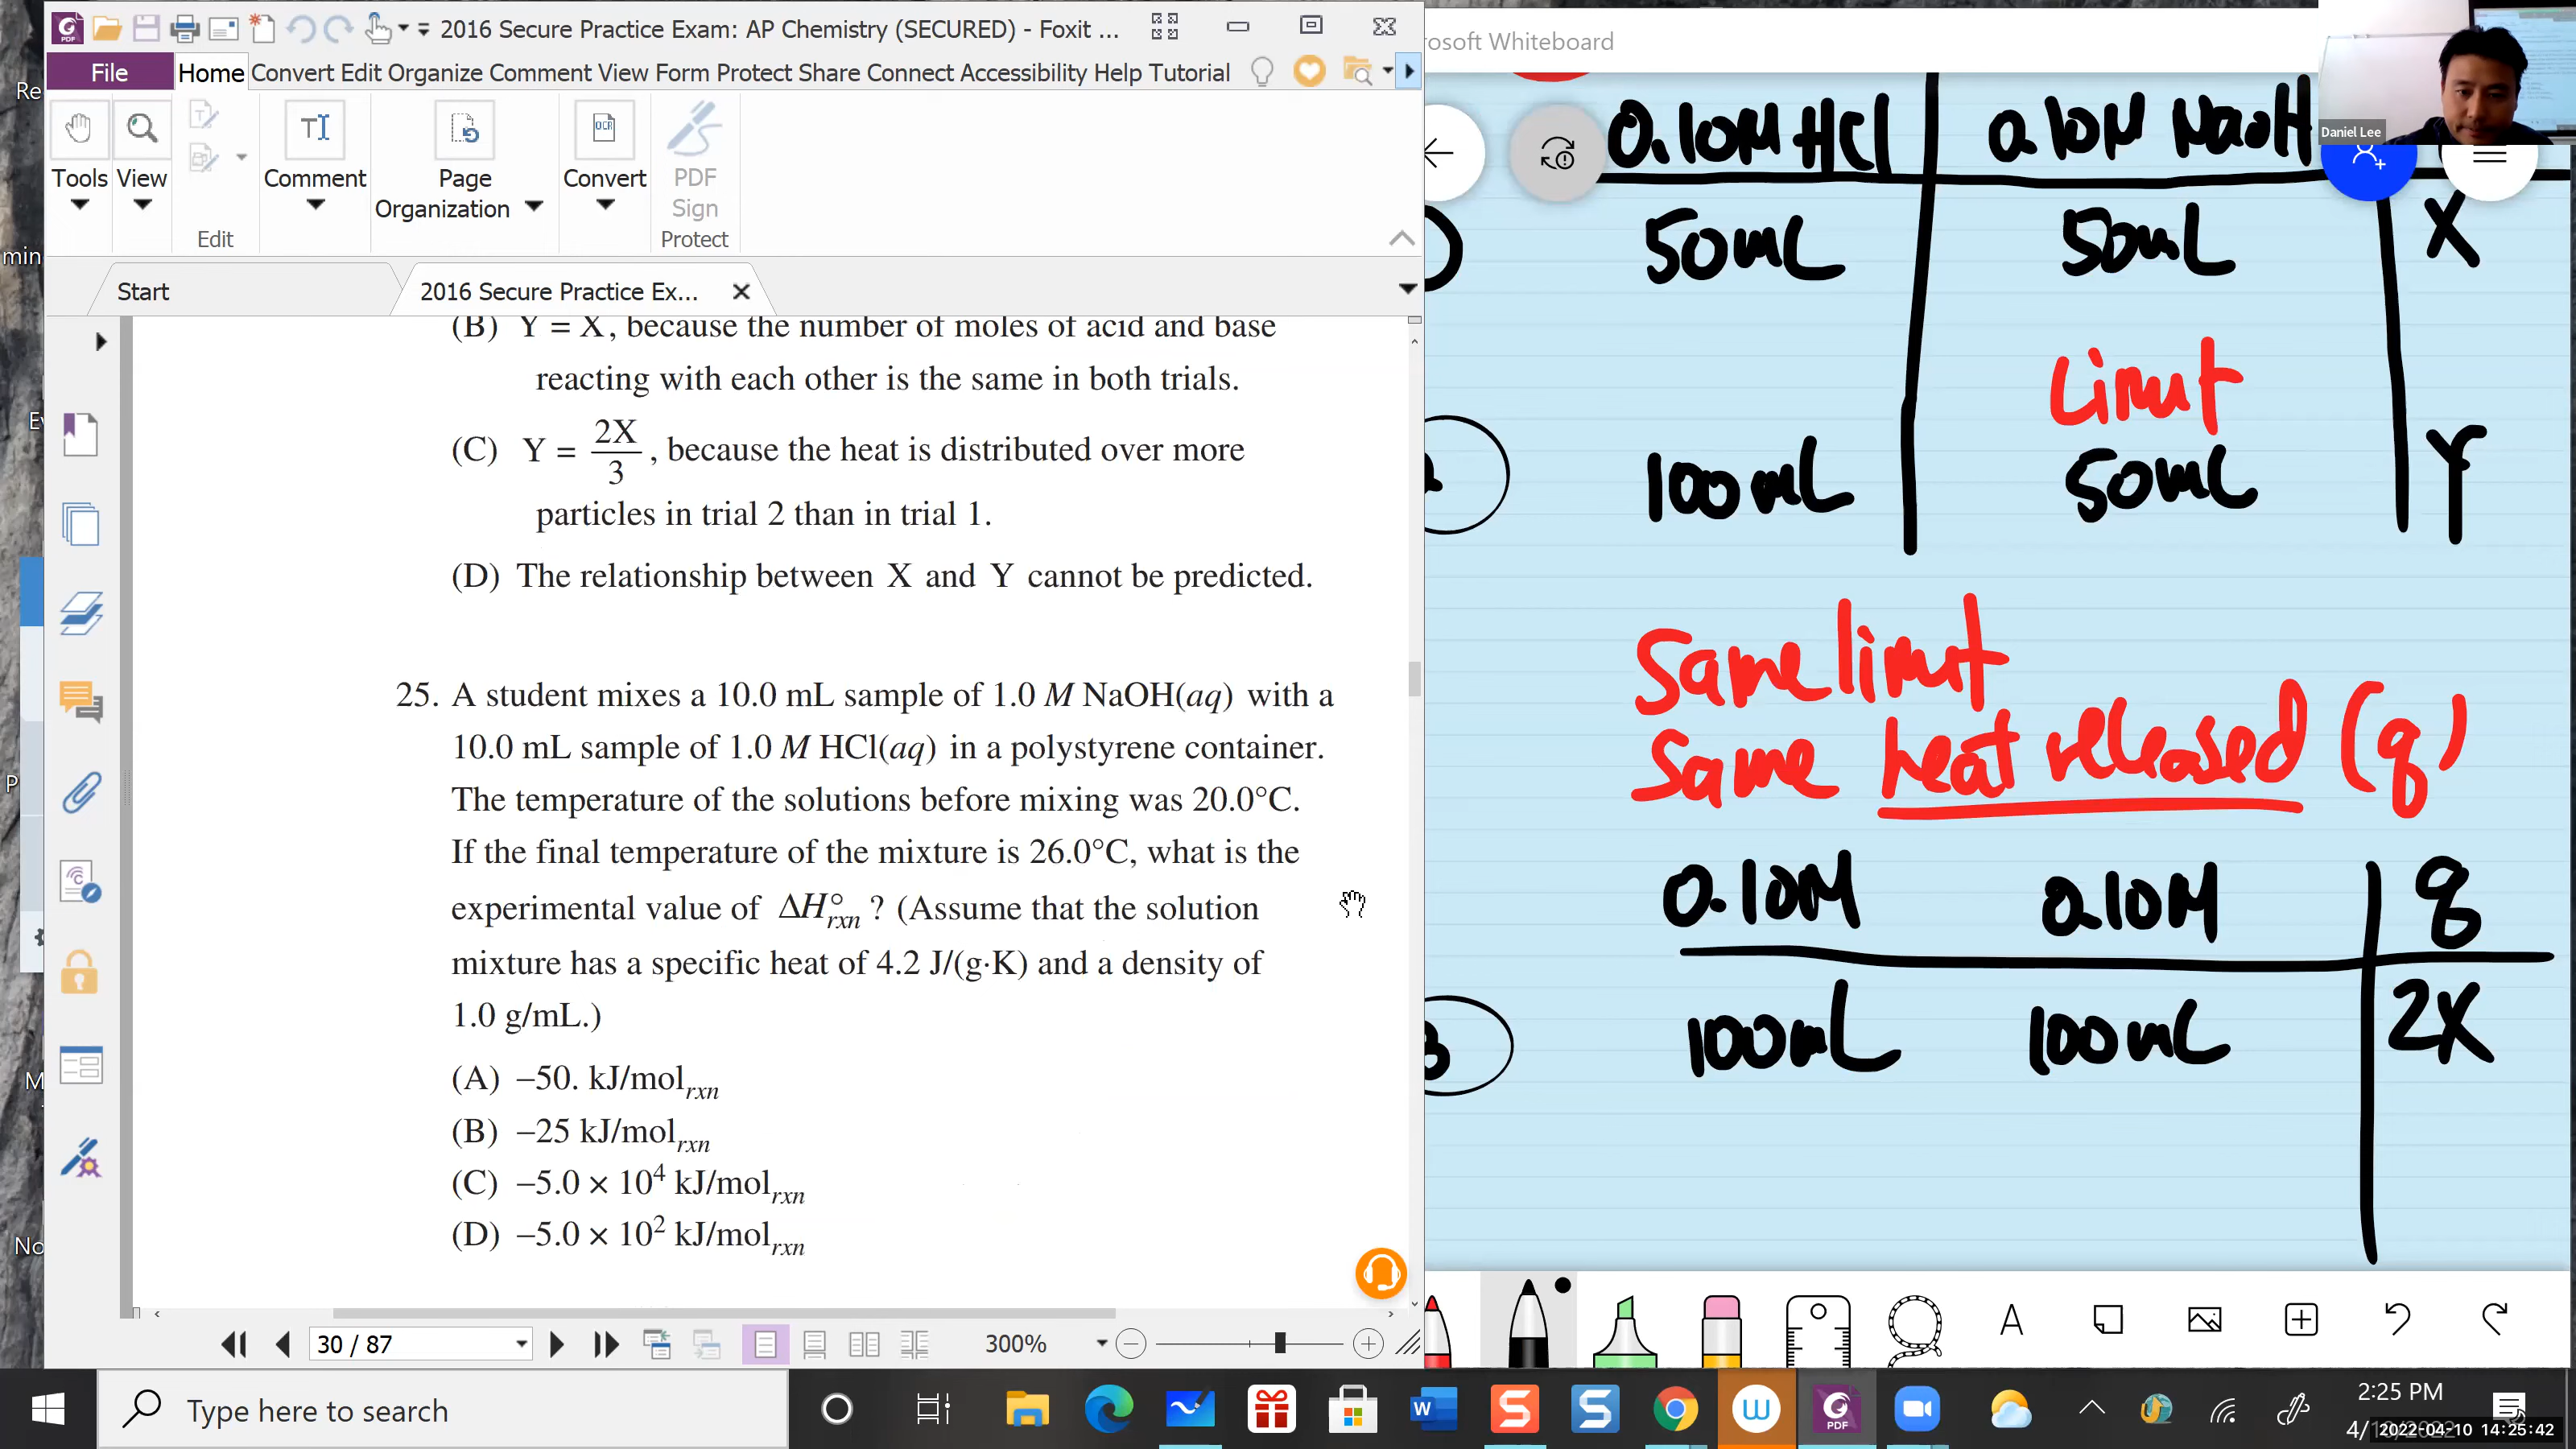 2016 Secure Practice Exam: AP Chemistry (SECURED) - Foxit ...
File Home Convert Edit Organize Comment View Form Protect Share Connect Accessibility Help Tutorial
Tools
View
Edit
Comment
Page
Organization
Convert
PDF
Sign
Protect
Start
2016 Secure Practice Ex...
(B) Y = X, because the number of moles of acid and base
reacting with each other is the same in both trials.
(C) Y = 2X/3, because the heat is distributed over more
particles in trial 2 than in trial 1.
(D) The relationship between X and Y cannot be predicted.
25. A student mixes a 10.0 mL sample of 1.0 M NaOH(aq) with a
10.0 mL sample of 1.0 M HCl(aq) in a polystyrene container.
The temperature of the solutions before mixing was 20.0°C.
If the final temperature of the mixture is 26.0°C, what is the
experimental value of ΔH°rxn ? (Assume that the solution
mixture has a specific heat of 4.2 J/(g·K) and a density of
1.0 g/mL.)
(A) −50. kJ/molrxn
(B) −25 kJ/molrxn
(C) −5.0 × 10⁴ kJ/molrxn
(D) −5.0 × 10² kJ/molrxn
30 / 87
300%
osoft Whiteboard
Daniel Lee
0.10M HCl 0.10M NaOH
50mL 50mL X
Limit
100mL 50mL Y
Same limit
Same heat released (q)
0.10M 0.10M q
3 100mL 100mL 2X
Type here to search
2:25 PM
2022-04-10 14:25:42